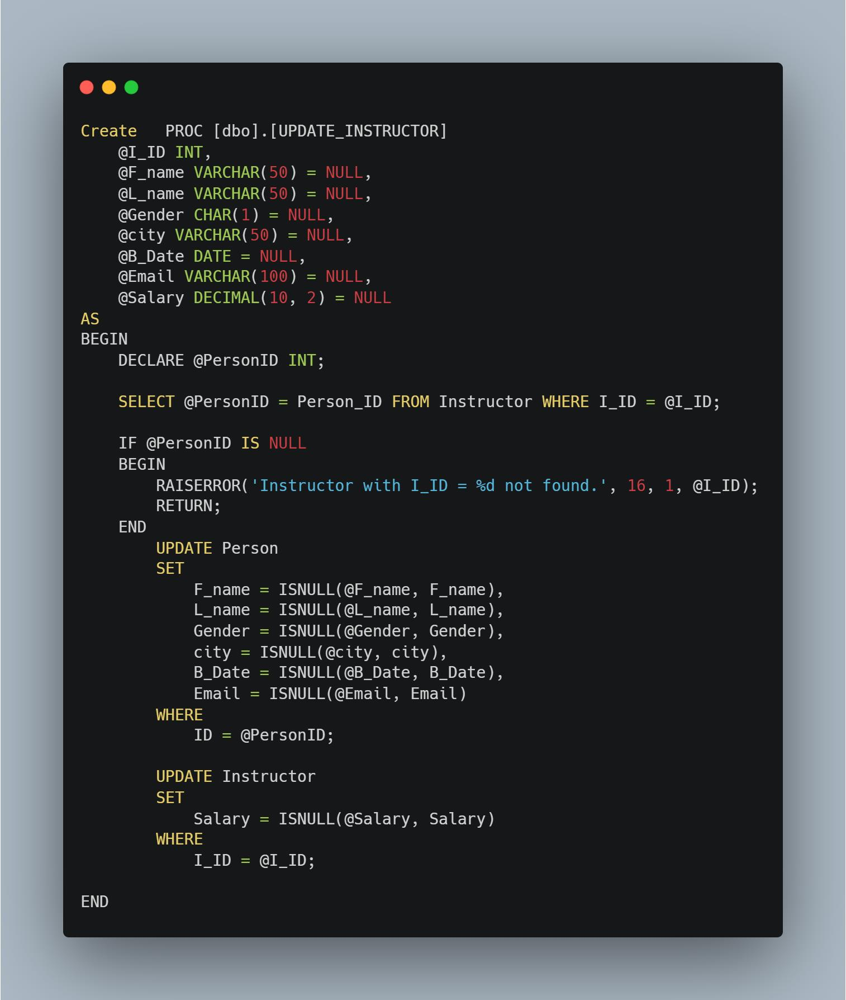 Create   PROC [dbo].[UPDATE_INSTRUCTOR]
    @I_ID INT,
    @F_name VARCHAR(50) = NULL,
    @L_name VARCHAR(50) = NULL,
    @Gender CHAR(1) = NULL,
    @city VARCHAR(50) = NULL,
    @B_Date DATE = NULL,
    @Email VARCHAR(100) = NULL,
    @Salary DECIMAL(10, 2) = NULL
AS
BEGIN
    DECLARE @PersonID INT;

    SELECT @PersonID = Person_ID FROM Instructor WHERE I_ID = @I_ID;

    IF @PersonID IS NULL
    BEGIN
        RAISERROR('Instructor with I_ID = %d not found.', 16, 1, @I_ID);
        RETURN;
    END
        UPDATE Person
        SET
            F_name = ISNULL(@F_name, F_name),
            L_name = ISNULL(@L_name, L_name),
            Gender = ISNULL(@Gender, Gender),
            city = ISNULL(@city, city),
            B_Date = ISNULL(@B_Date, B_Date),
            Email = ISNULL(@Email, Email)
        WHERE
            ID = @PersonID;

        UPDATE Instructor
        SET
            Salary = ISNULL(@Salary, Salary)
        WHERE
            I_ID = @I_ID;

END